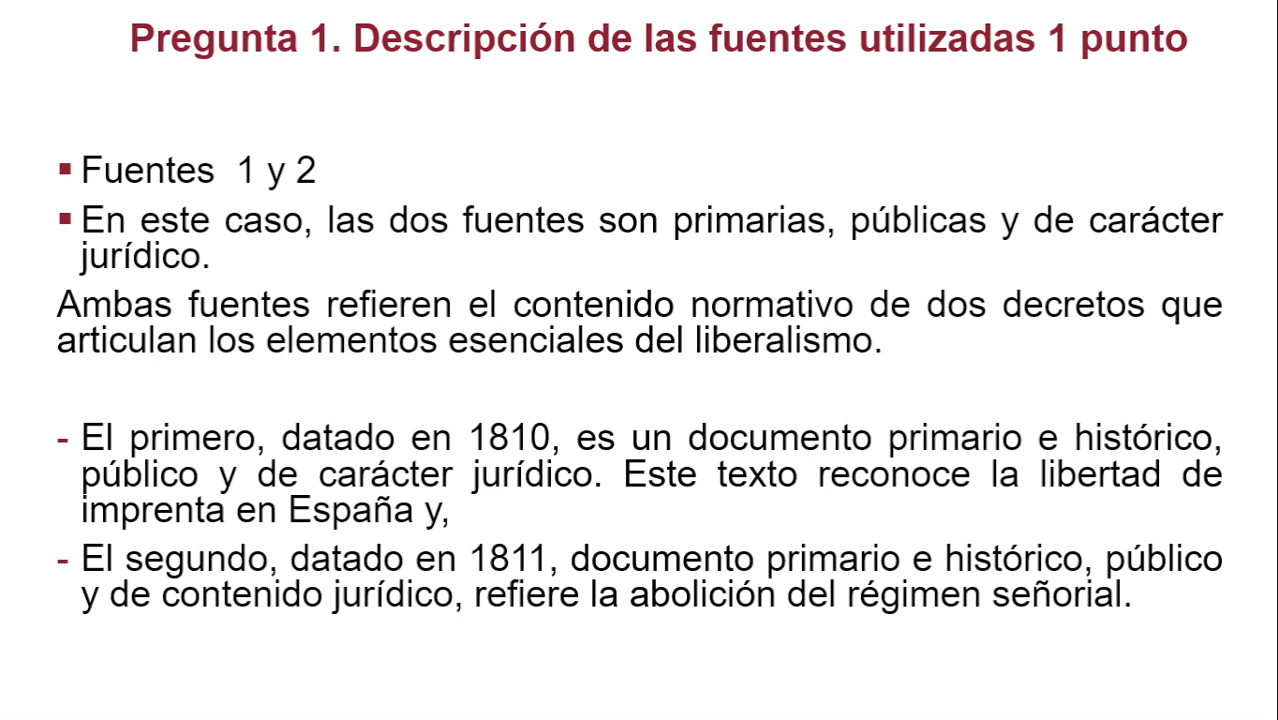 Pregunta 1. Descripción de las fuentes utilizadas 1 punto
▪ Fuentes 1 y 2
▪ En este caso, las dos fuentes son primarias, públicas y de carácter
jurídico.
Ambas fuentes refieren el contenido normativo de dos decretos que
articulan los elementos esenciales del liberalismo.
- El primero, datado en 1810, es un documento primario e histórico,
público y de carácter jurídico. Este texto reconoce la libertad de
imprenta en España y,
- El segundo, datado en 1811, documento primario e histórico, público
y de contenido jurídico, refiere la abolición del régimen señorial.